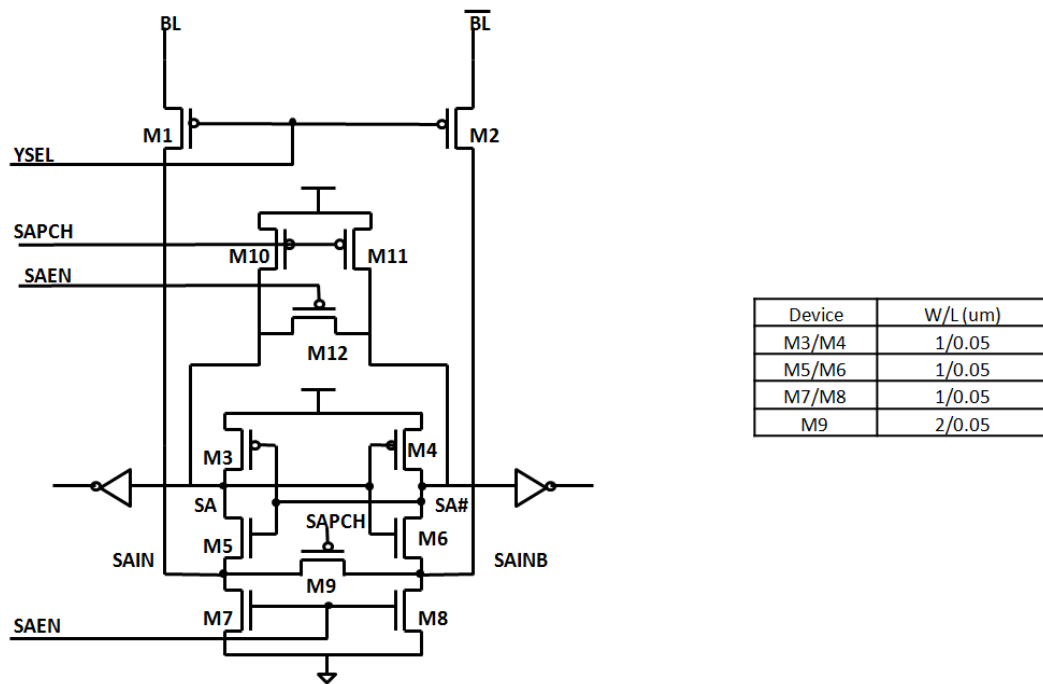 BL
BL
M1
M2
YSEL
SAPCH
M10
M11
SAEN
M12
M3
M4
SA
SA#
SAPCH
M5
M6
SAIN
SAINB
M9
M7
M8
SAEN
Device W/L (um)
M3/M4 1/0.05
M5/M6 1/0.05
M7/M8 1/0.05
M9 2/0.05